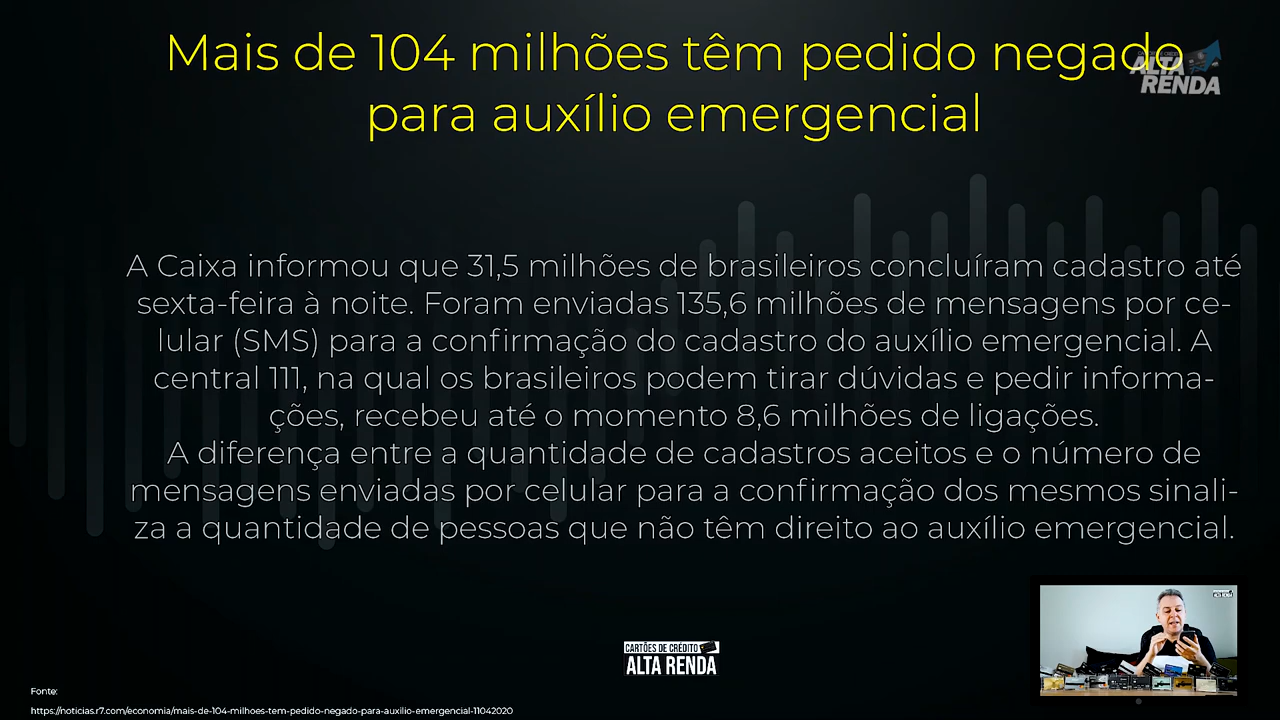 Mais de 104 milhões têm pedido negado
para auxílio emergencial
ALTA
RENDA
A Caixa informou que 31,5 milhões de brasileiros concluíram cadastro até
sexta-feira à noite. Foram enviadas 135,6 milhões de mensagens por ce-
lular (SMS) para a confirmação do cadastro do auxílio emergencial. A
central 111, na qual os brasileiros podem tirar dúvidas e pedir informa-
ções, recebeu até o momento 8,6 milhões de ligações.
A diferença entre a quantidade de cadastros aceitos e o número de
mensagens enviadas por celular para a confirmação dos mesmos sinali-
za a quantidade de pessoas que não têm direito ao auxílio emergencial.
ALTA RENDA
CARTÕES DE CRÉDITO
ALTA RENDA
Fonte:
https://noticias.r7.com/economia/mais-de-104-milhoes-tem-pedido-negado-para-auxilio-emergencial-11042020